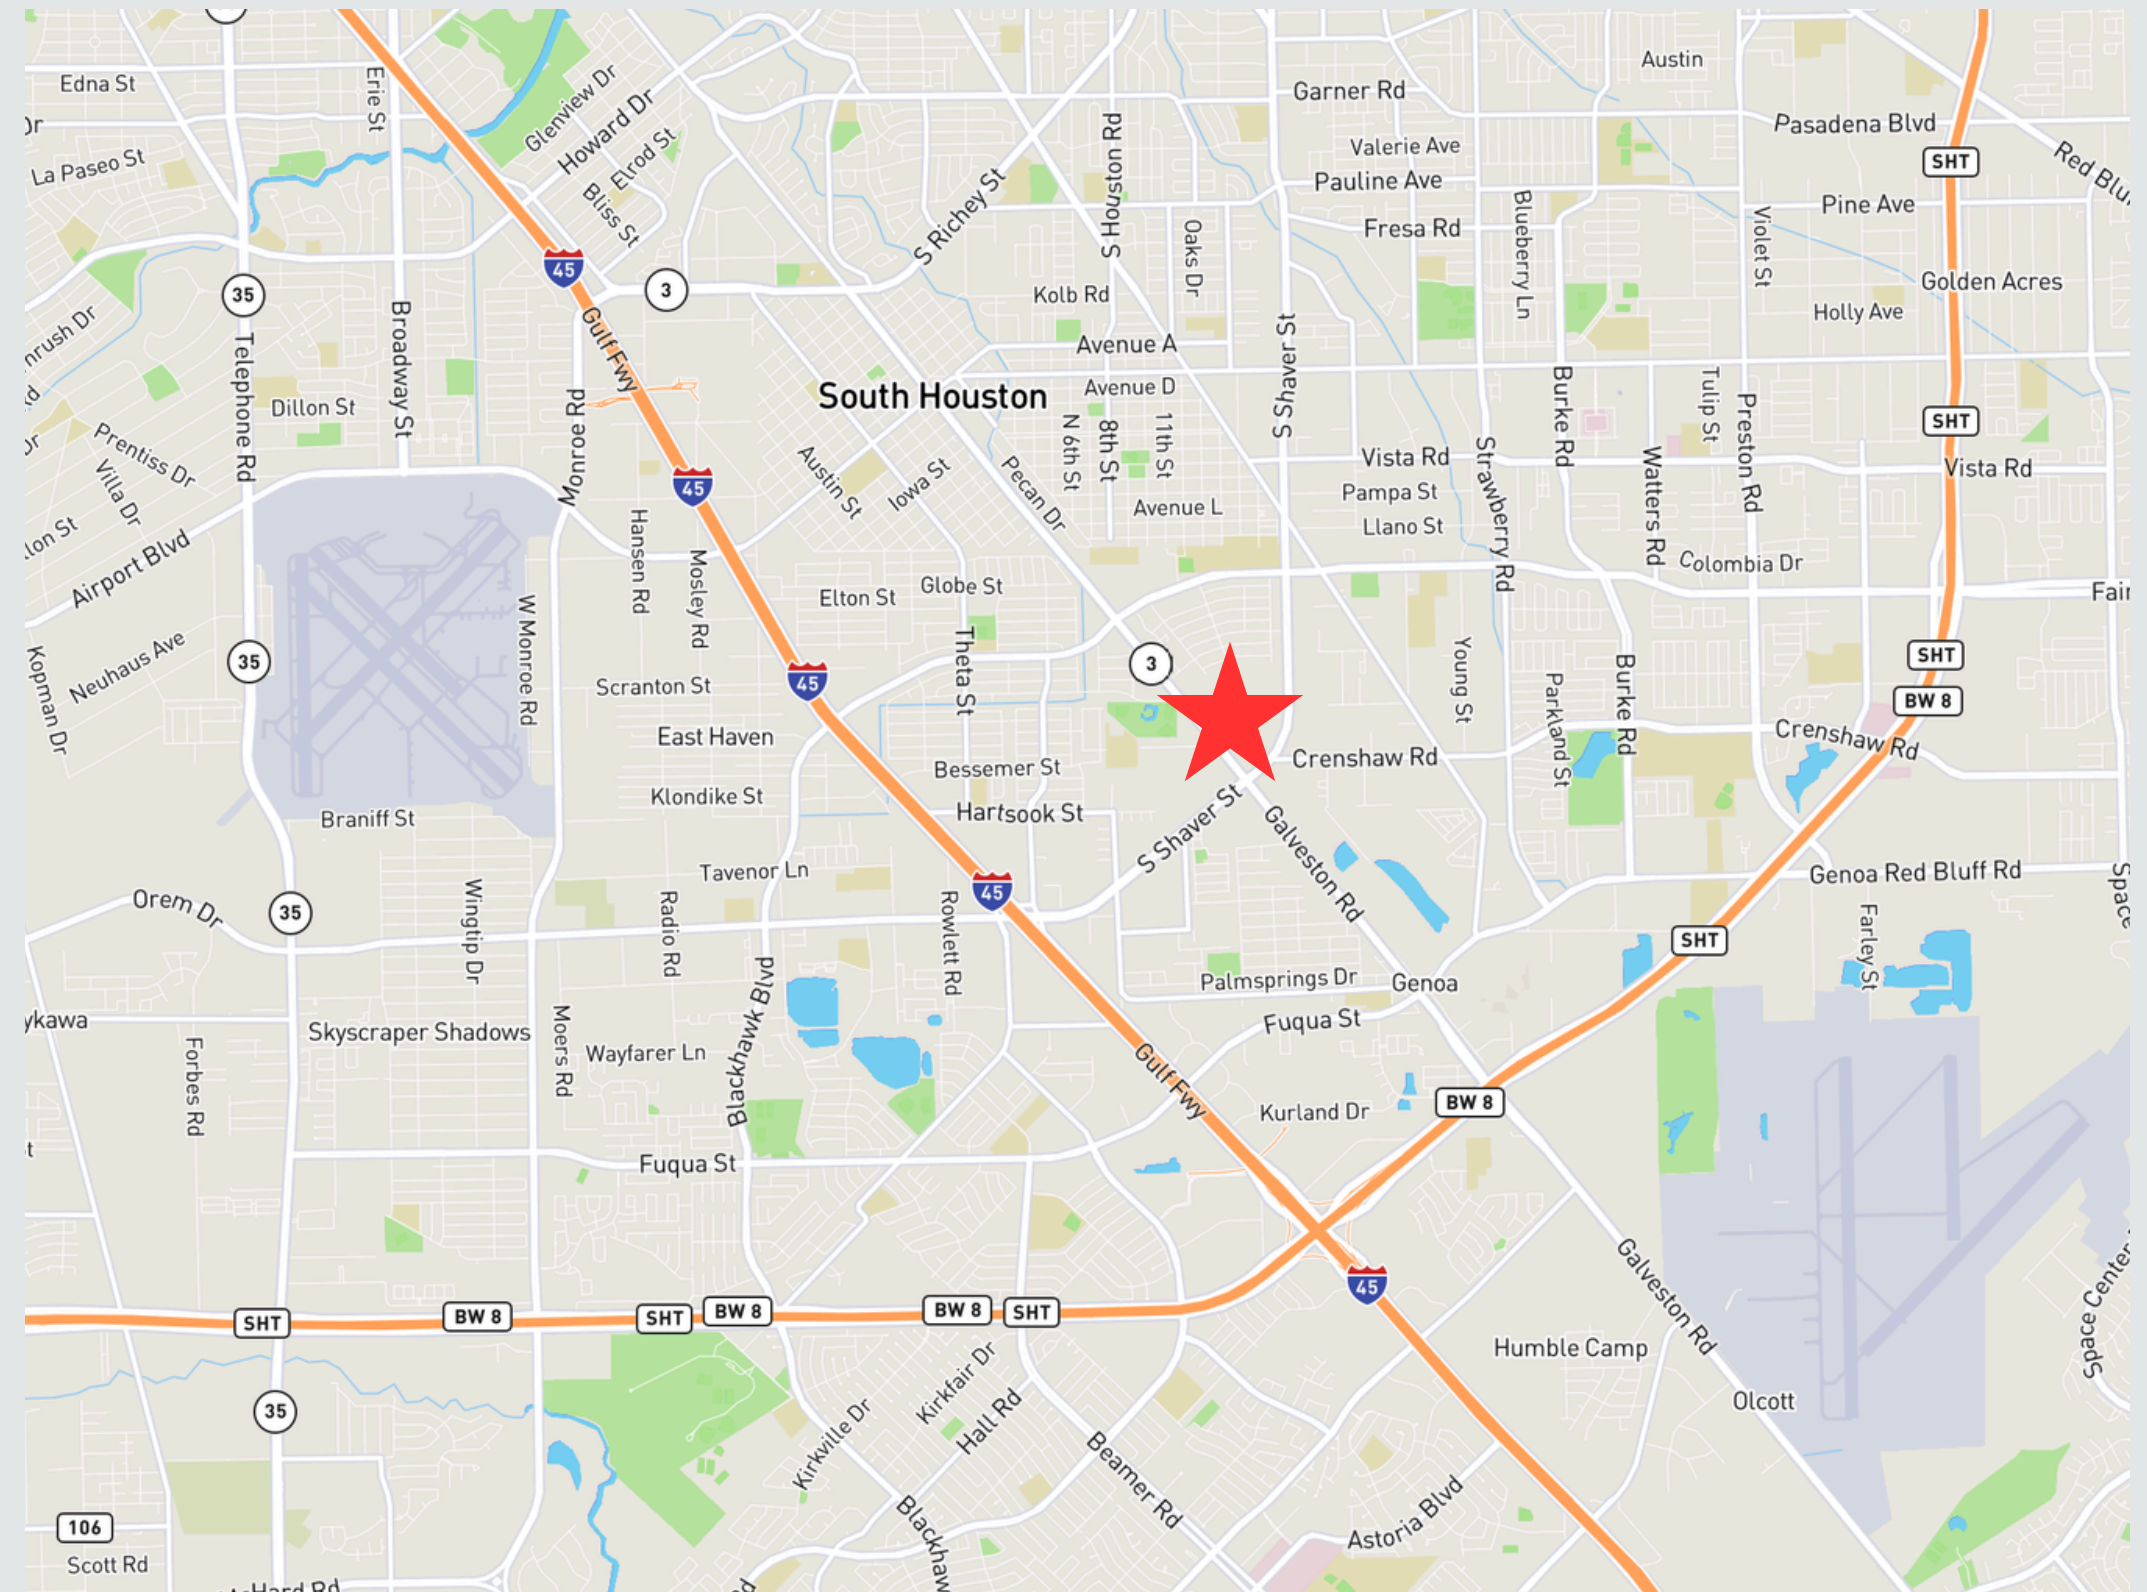 Edna St
Erie St
Glenview Dr
Howard Dr
Elrod St
Bliss St
La Paseo St
S Richey St
S Houston Rd
Oaks Dr
Garner Rd
Valerie Ave
Pauline Ave
Fresa Rd
Blueberry Ln
Austin
Pasadena Blvd
SHT
Pine Ave
Violet St
Golden Acres
Holly Ave
45
3
35
Kolb Rd
Avenue A
Avenue D
S Shaver St
Telephone Rd
Broadway St
Gulf Fwy
Monroe Rd
Dillon St
Prentiss Dr
Villa Dr
South Houston
N 6th St
8th St
11th St
Burke Rd
Tulip St
Preston Rd
SHT
45
Austin St
Iowa St
Pecan Dr
Avenue L
Vista Rd
Pampa St
Llano St
Strawberry Rd
Watters Rd
Vista Rd
Airport Blvd
Hansen Rd
Mosley Rd
Elton St
Globe St
Colombia Dr
Neuhaus Ave
Kopman Dr
35
W Monroe Rd
Scranton St
45
Theta St
3
Young St
Parkland St
Burke Rd
SHT
BW 8
East Haven
Bessemer St
Crenshaw Rd
Crenshaw Rd
Klondike St
Hartsook St
Braniff St
S Shaver St
Galveston Rd
Tavenor Ln
45
Genoa Red Bluff Rd
Orem Dr
35
Wingtip Dr
Radio Rd
Rowlett Rd
SHT
Farley St
Blackhawk Blvd
Palmsprings Dr
Genoa
Fuqua St
Skyscraper Shadows
Moers Rd
Wayfarer Ln
Forbes Rd
Gulf Fwy
Kurland Dr
BW 8
Fuqua St
Galveston Rd
45
SHT
BW 8
SHT
BW 8
BW 8
SHT
Humble Camp
Olcott
35
Kirkville Dr
Kirkfair Dr
Hall Rd
Beamer Rd
Astoria Blvd
106
Scott Rd